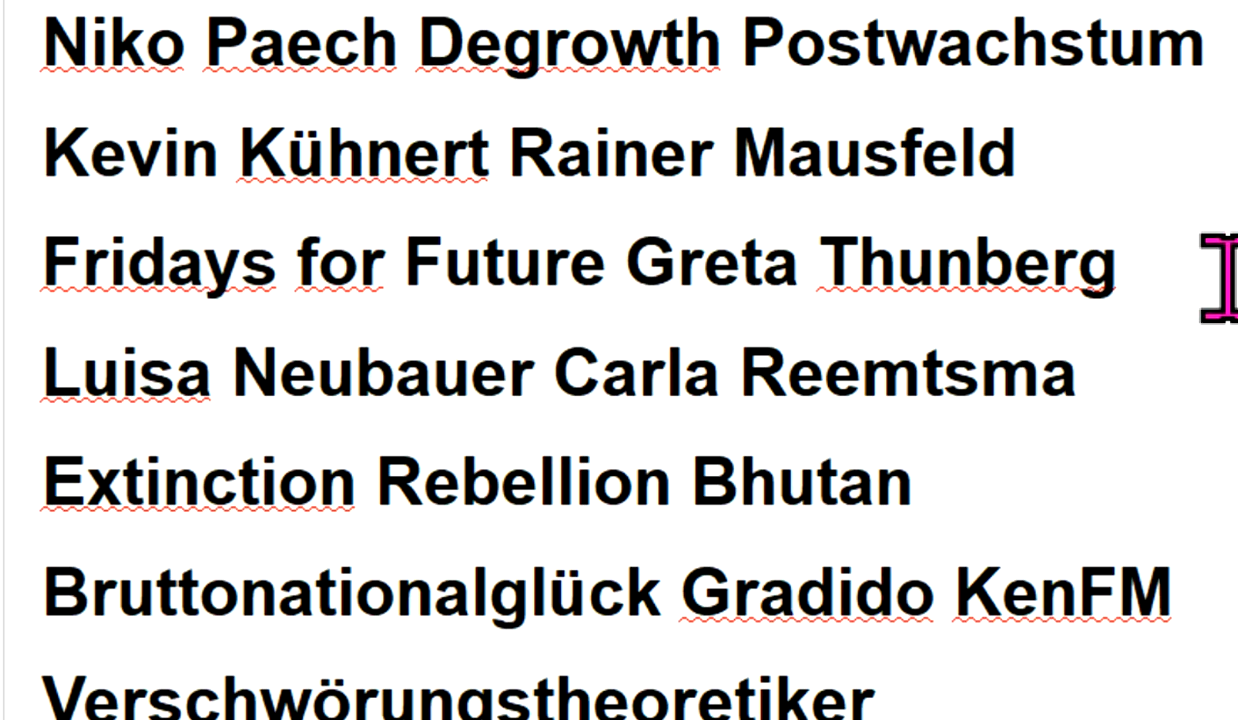 Niko Paech Degrowth Postwachstum
Kevin Kühnert Rainer Mausfeld
Fridays for Future Greta Thunberg
Luisa Neubauer Carla Reemtsma
Extinction Rebellion Bhutan
Bruttonationalglück Gradido KenFM
Verschwörungstheoretiker